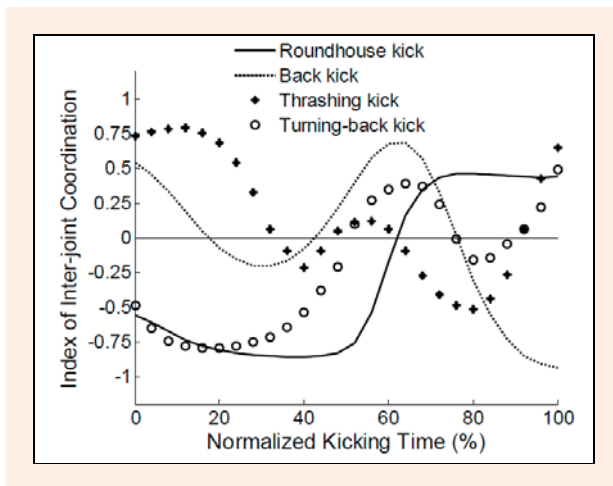 Roundhouse kick
Back kick
Thrashing kick
Turning-back kick
1
0.75
0.5
0.25
0
-0.25
-0.5
-0.75
-1
Index of Inter-joint Coordination
0 20 40 60 80 100
Normalized Kicking Time (%)